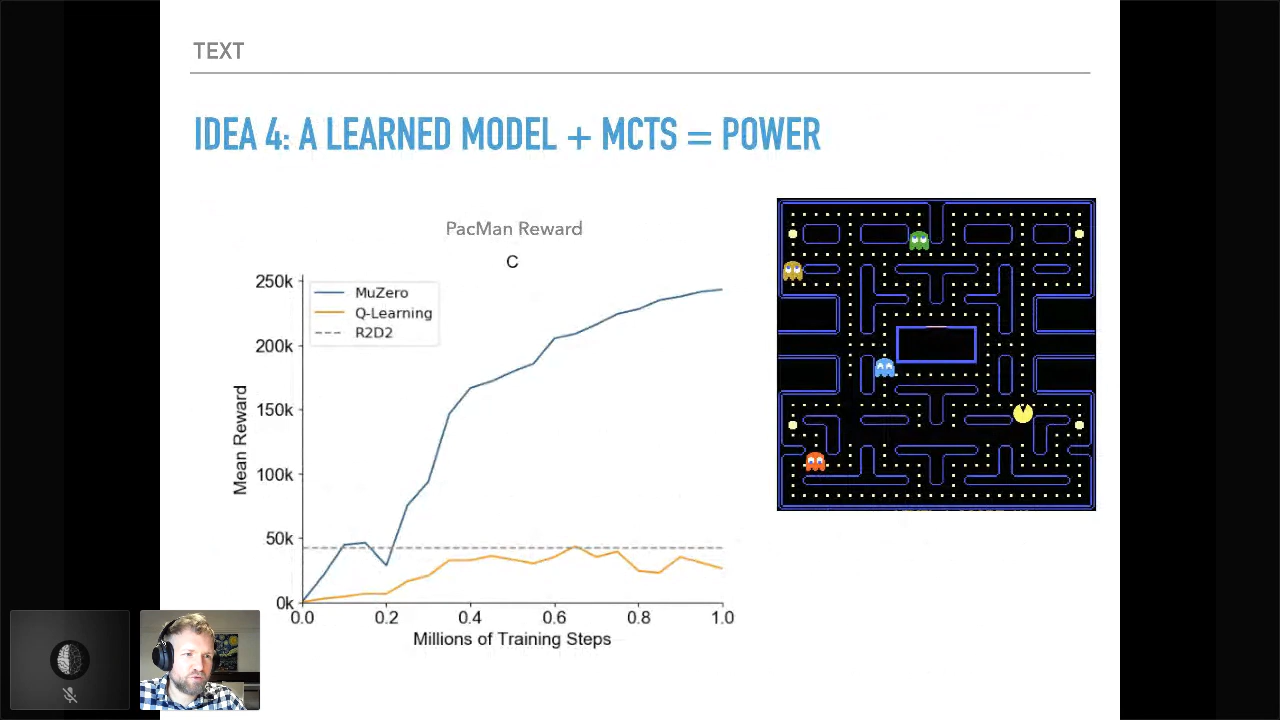 TEXT
IDEA 4: A LEARNED MODEL + MCTS = POWER
PacMan Reward
C
250k
200k
150k
100k
50k
0k
Mean Reward
MuZero
Q-Learning
R2D2
0.0 0.2 0.4 0.6 0.8 1.0
Millions of Training Steps